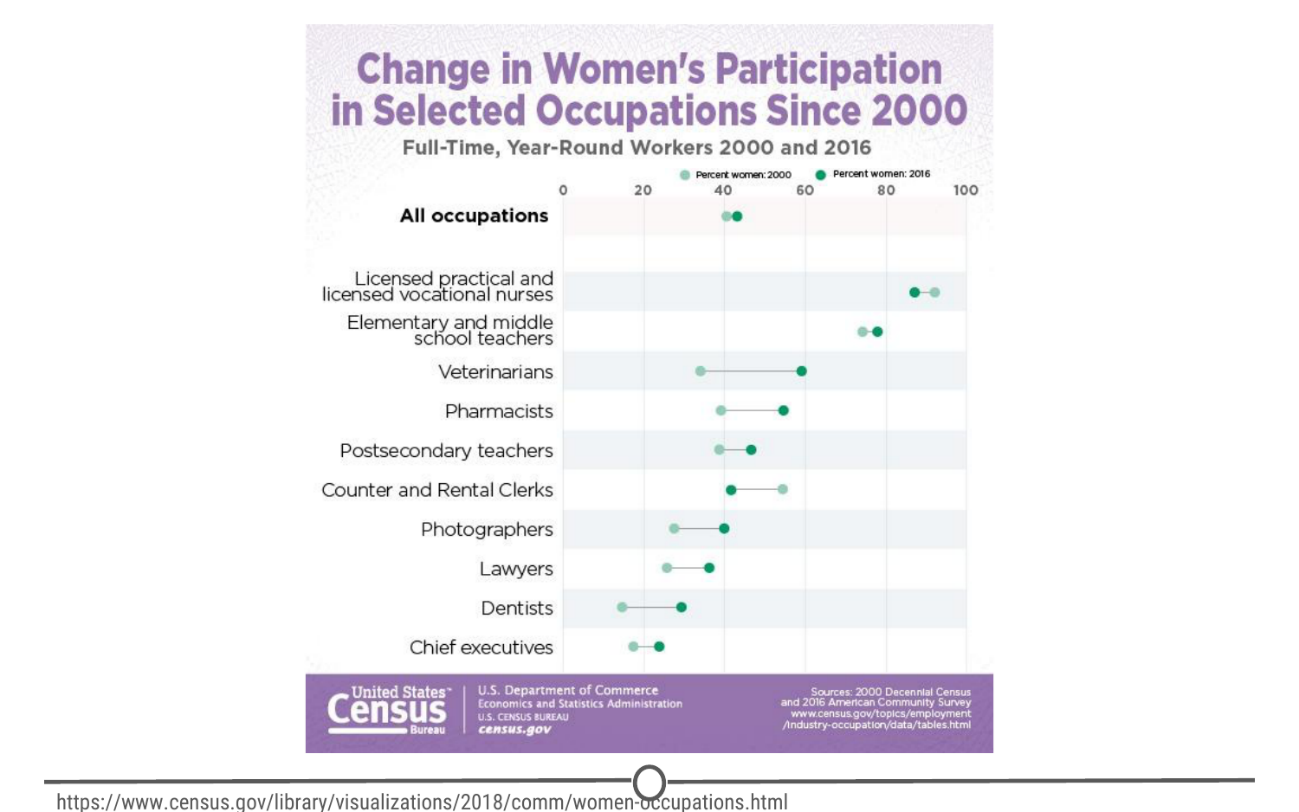 Change in Women's Participation
in Selected Occupations Since 2000
Full-Time, Year-Round Workers 2000 and 2016
Percent women: 2000 Percent women: 2016
0 20 40 60 80 100
All occupations
Licensed practical and
licensed vocational nurses
Elementary and middle
school teachers
Veterinarians
Pharmacists
Postsecondary teachers
Counter and Rental Clerks
Photographers
Lawyers
Dentists
Chief executives
United States™
Census
Bureau
U.S. Department of Commerce
Economics and Statistics Administration
U.S. CENSUS BUREAU
census.gov
Sources: 2000 Decennial Census
and 2016 American Community Survey
www.census.gov/topics/employment
/industry-occupation/data/tables.html
https://www.census.gov/library/visualizations/2018/comm/women-occupations.html